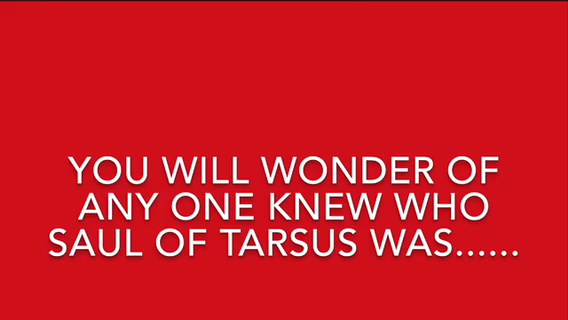 YOU WILL WONDER OF
ANY ONE KNEW WHO
SAUL OF TARSUS WAS......